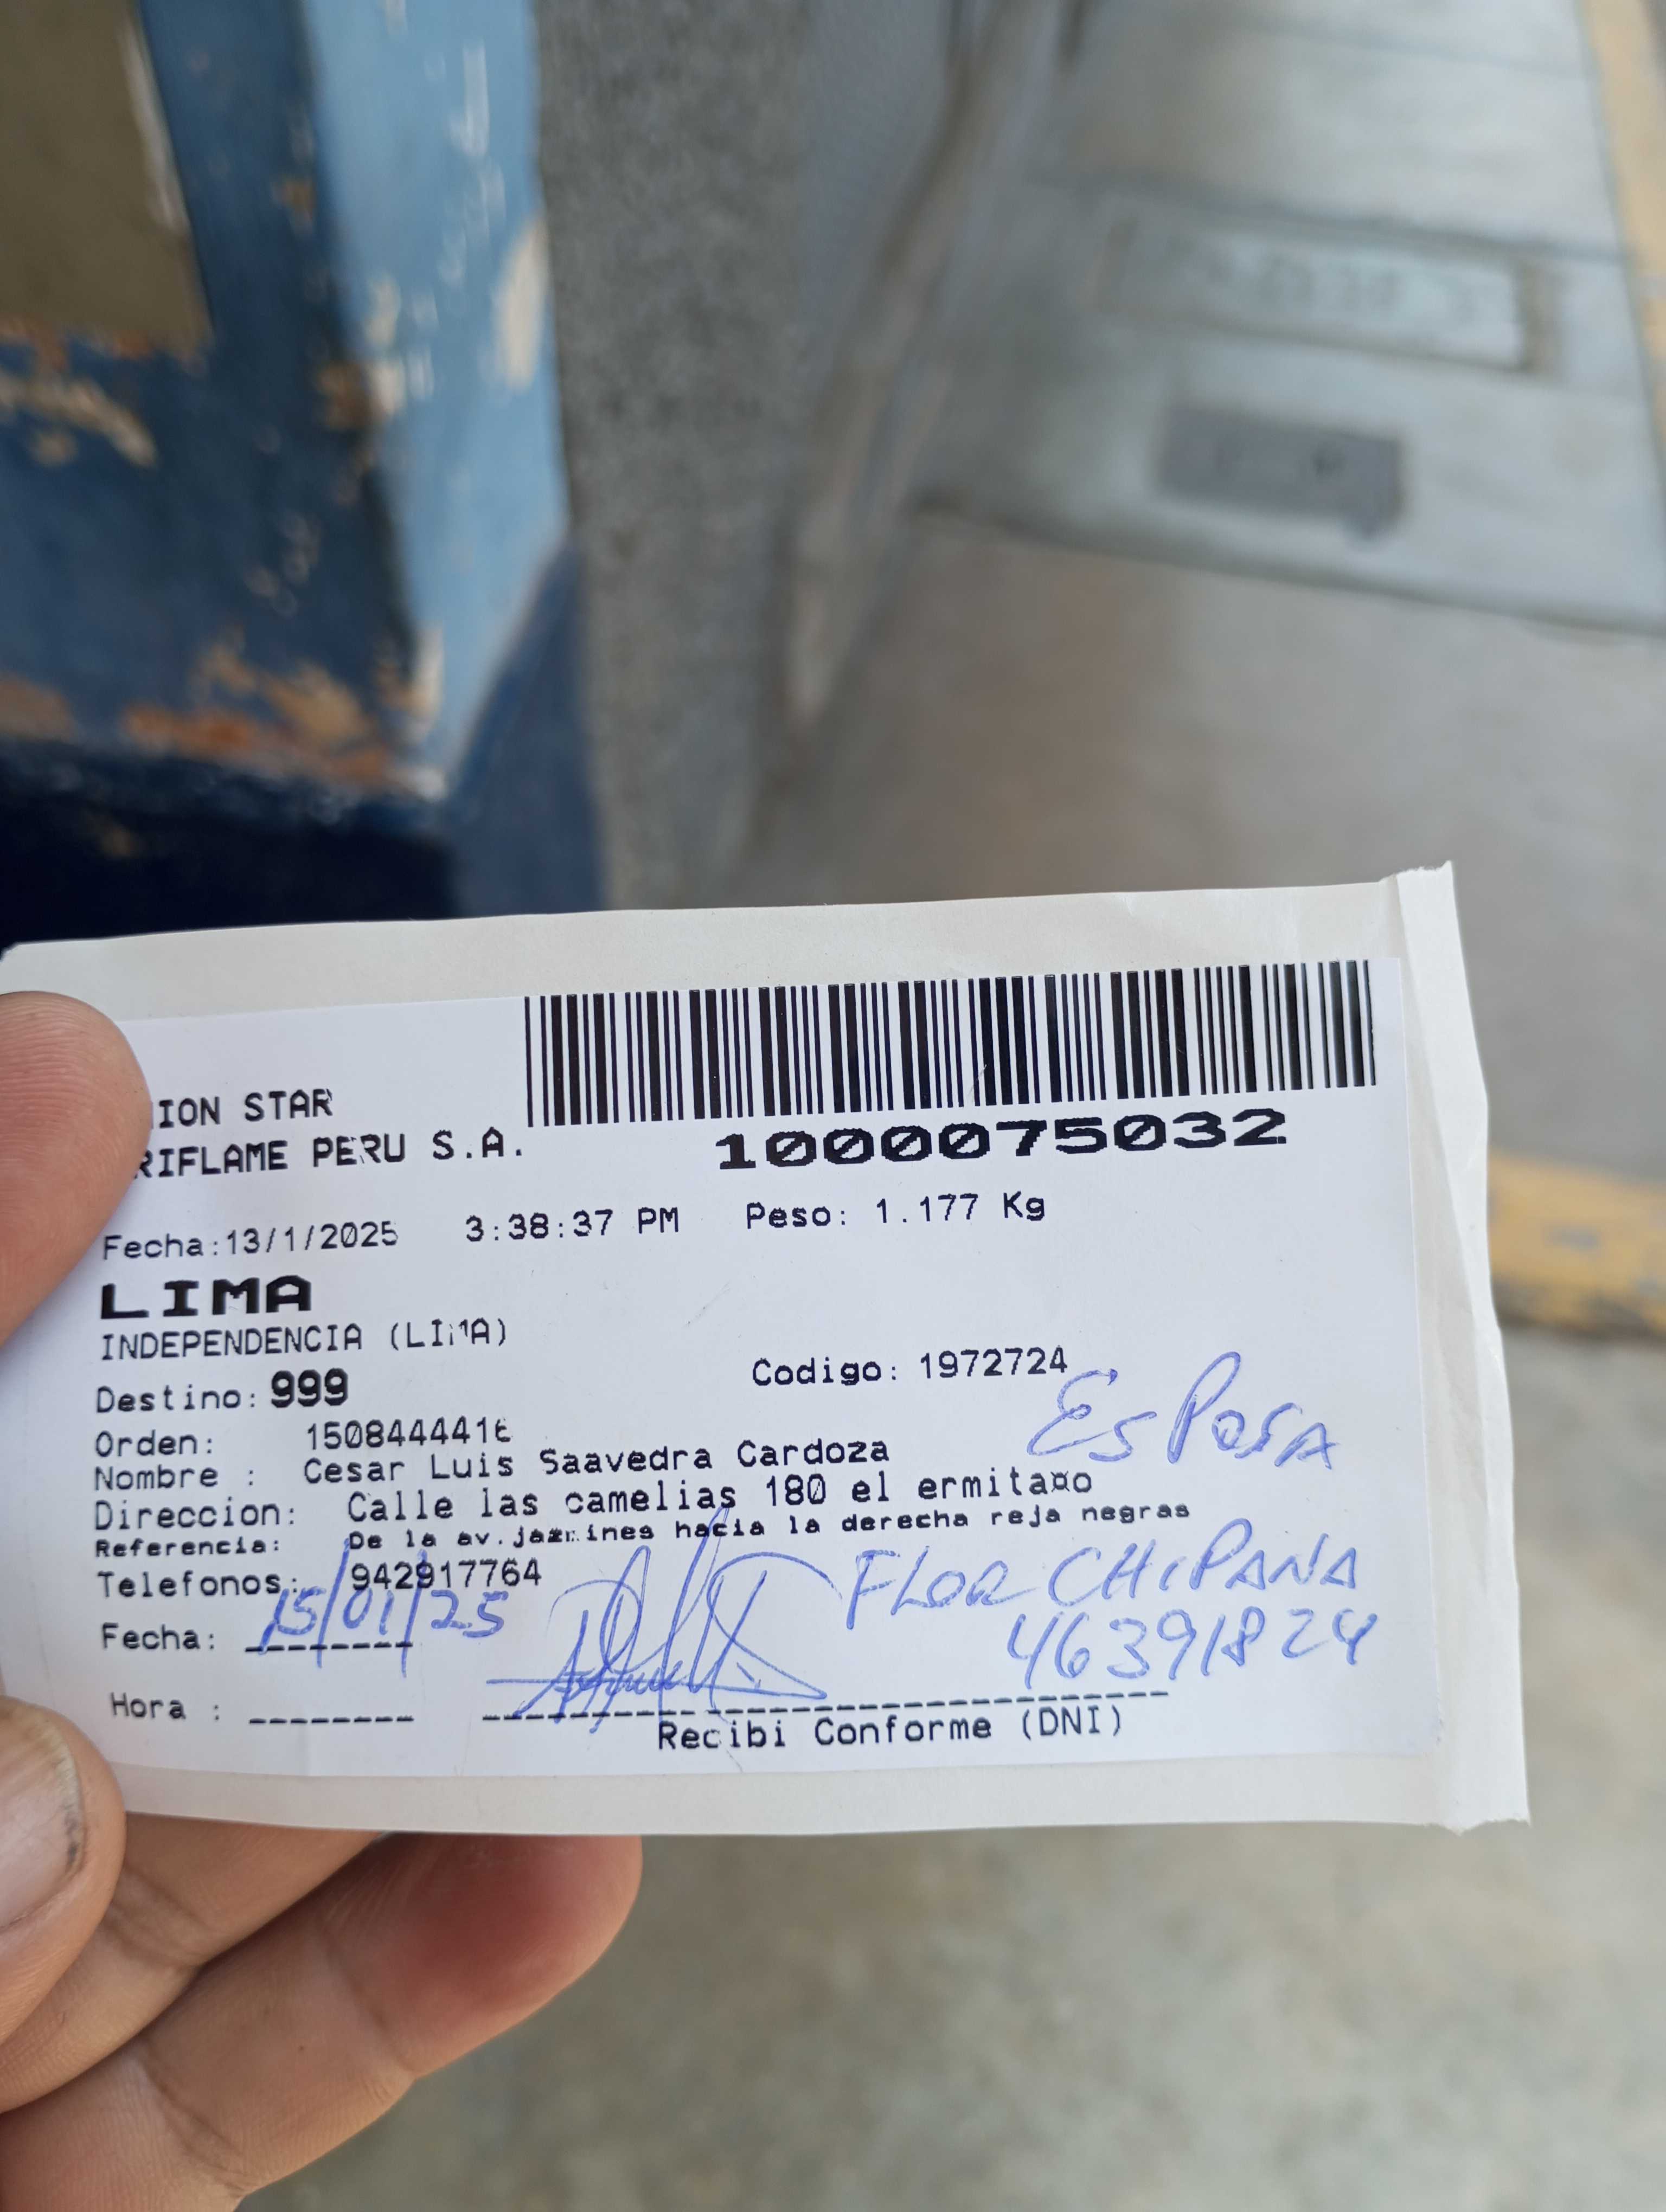 ION STAR
RIFLAME PERU S.A.
1000075032
Fecha:13/1/2025 3:38:37 PM Peso: 1.177 Kg
LIMA
INDEPENDENCIA (LIMA)
Destino: 999 Codigo: 1972724
EsPosA
Orden: 1508444416
Nombre : Cesar Luis Saavedra Cardoza
Direccion: Calle las camelias 180 el ermita¤o
Referencia: De la av.jazmines hacia la derecha reja negras
Telefonos: 942917764
FLOR CHIPANA
Fecha: 15/01/25
46391824
Hora :
Recibi Conforme (DNI)